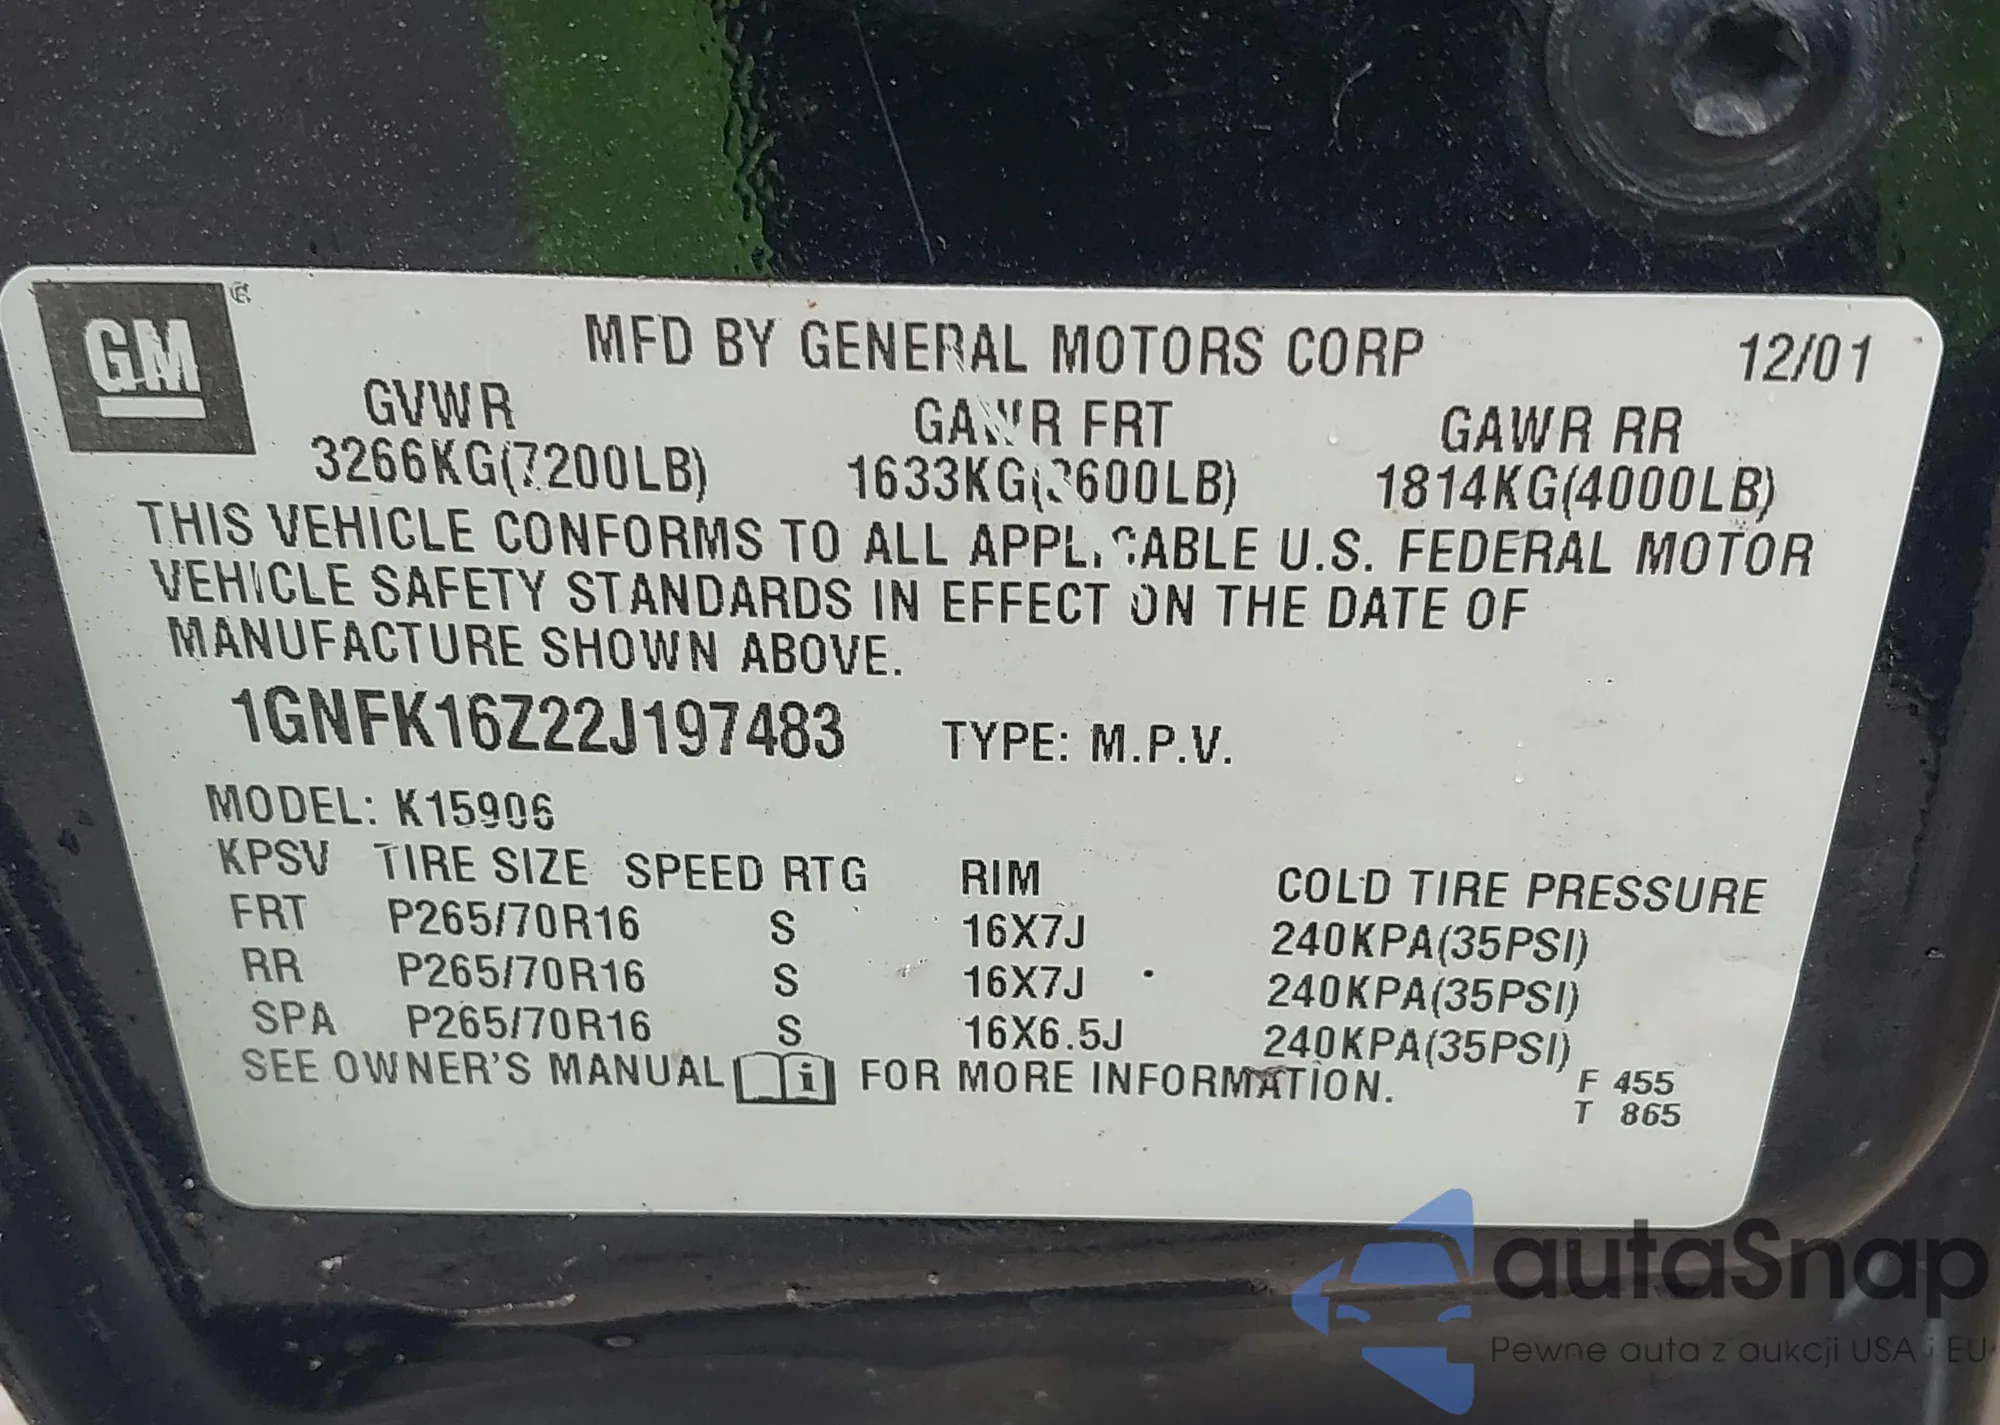 GM
MFD BY GENERAL MOTORS CORP 12/01
GVWR GAWR FRT GAWR RR
3266KG(7200LB) 1633KG(3600LB) 1814KG(4000LB)
THIS VEHICLE CONFORMS TO ALL APPLICABLE U.S. FEDERAL MOTOR
VEHICLE SAFETY STANDARDS IN EFFECT ON THE DATE OF
MANUFACTURE SHOWN ABOVE.
1GNFK16Z22J197483 TYPE: M.P.V.
MODEL: K15906
KPSV TIRE SIZE SPEED RTG RIM COLD TIRE PRESSURE
FRT P265/70R16 S 16X7J 240KPA(35PSI)
RR P265/70R16 S 16X7J 240KPA(35PSI)
SPA P265/70R16 S 16X6.5J 240KPA(35PSI)
SEE OWNER'S MANUAL i FOR MORE INFORMATION.
F 455
T 865
autaSnap
Pewne auta z aukcji USA i EU